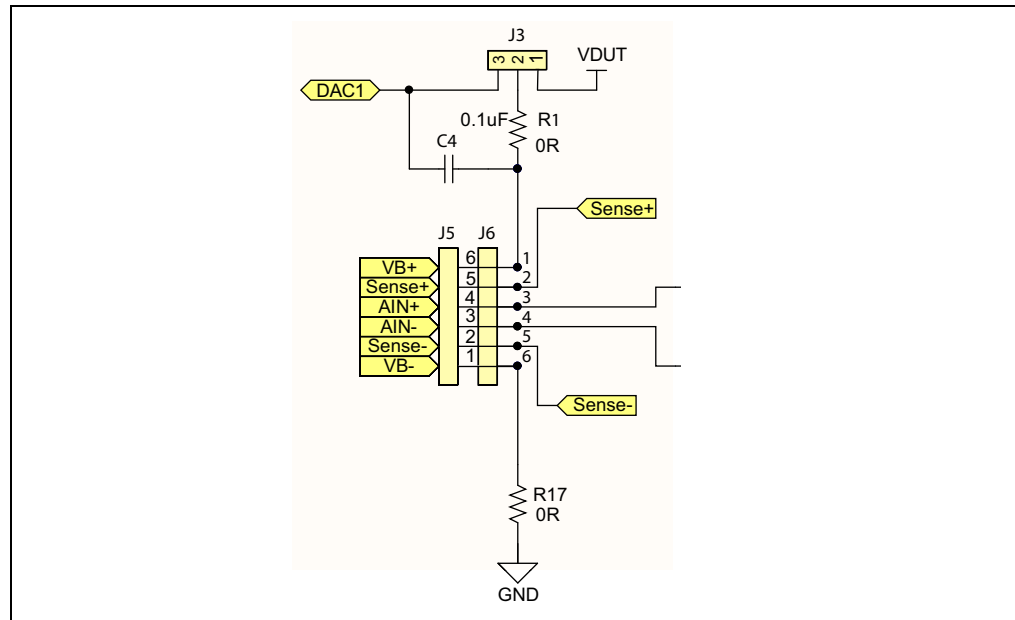 J3
3 2 1
VDUT
DAC1
0.1uF
R1
0R
C4
Sense+
J5 J6
VB+ 6 1
Sense+ 5 2
AIN+ 4 3
AIN- 3 4
Sense- 2 5
VB- 1 6
Sense-
R17
0R
GND